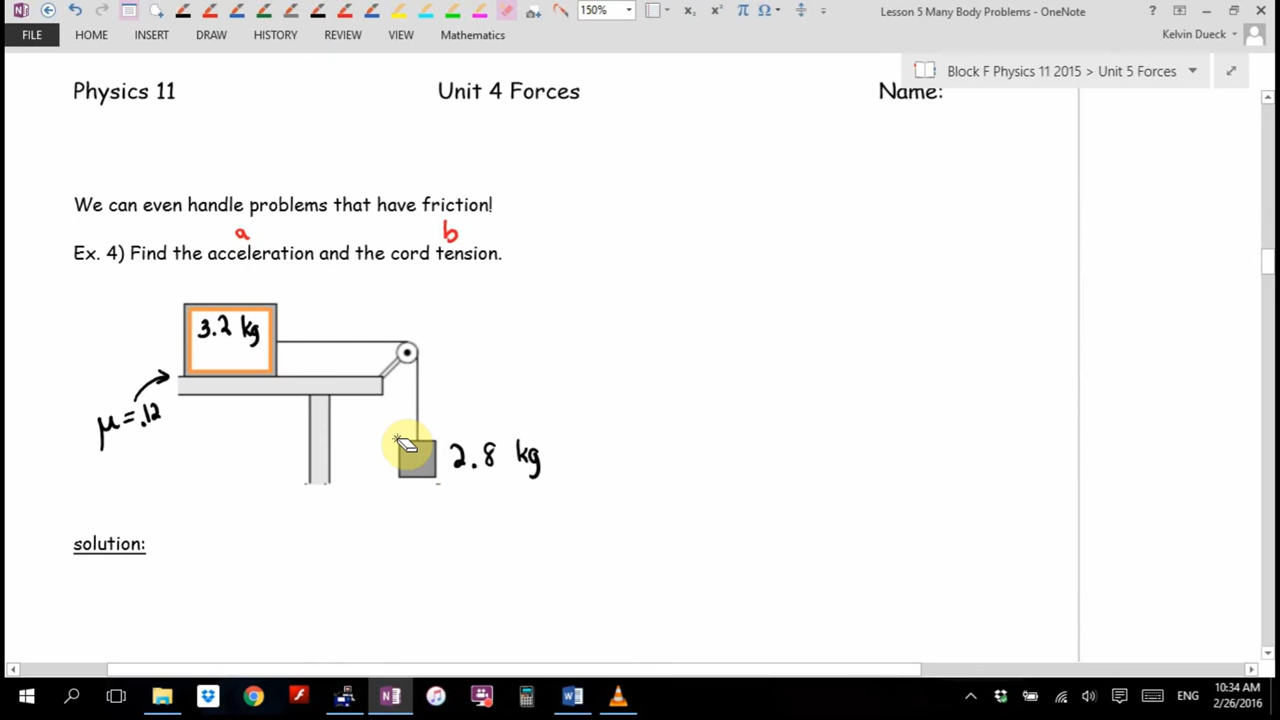 150%
Lesson 5 Many Body Problems - OneNote
FILE HOME INSERT DRAW HISTORY REVIEW VIEW Mathematics
Kelvin Dueck
Block F Physics 11 2015 > Unit 5 Forces
Physics 11 Unit 4 Forces Name:
We can even handle problems that have friction!
a b
Ex. 4) Find the acceleration and the cord tension.
3.2 kg
μ = .12
2.8 kg
solution:
ENG
10:34 AM
2/26/2016